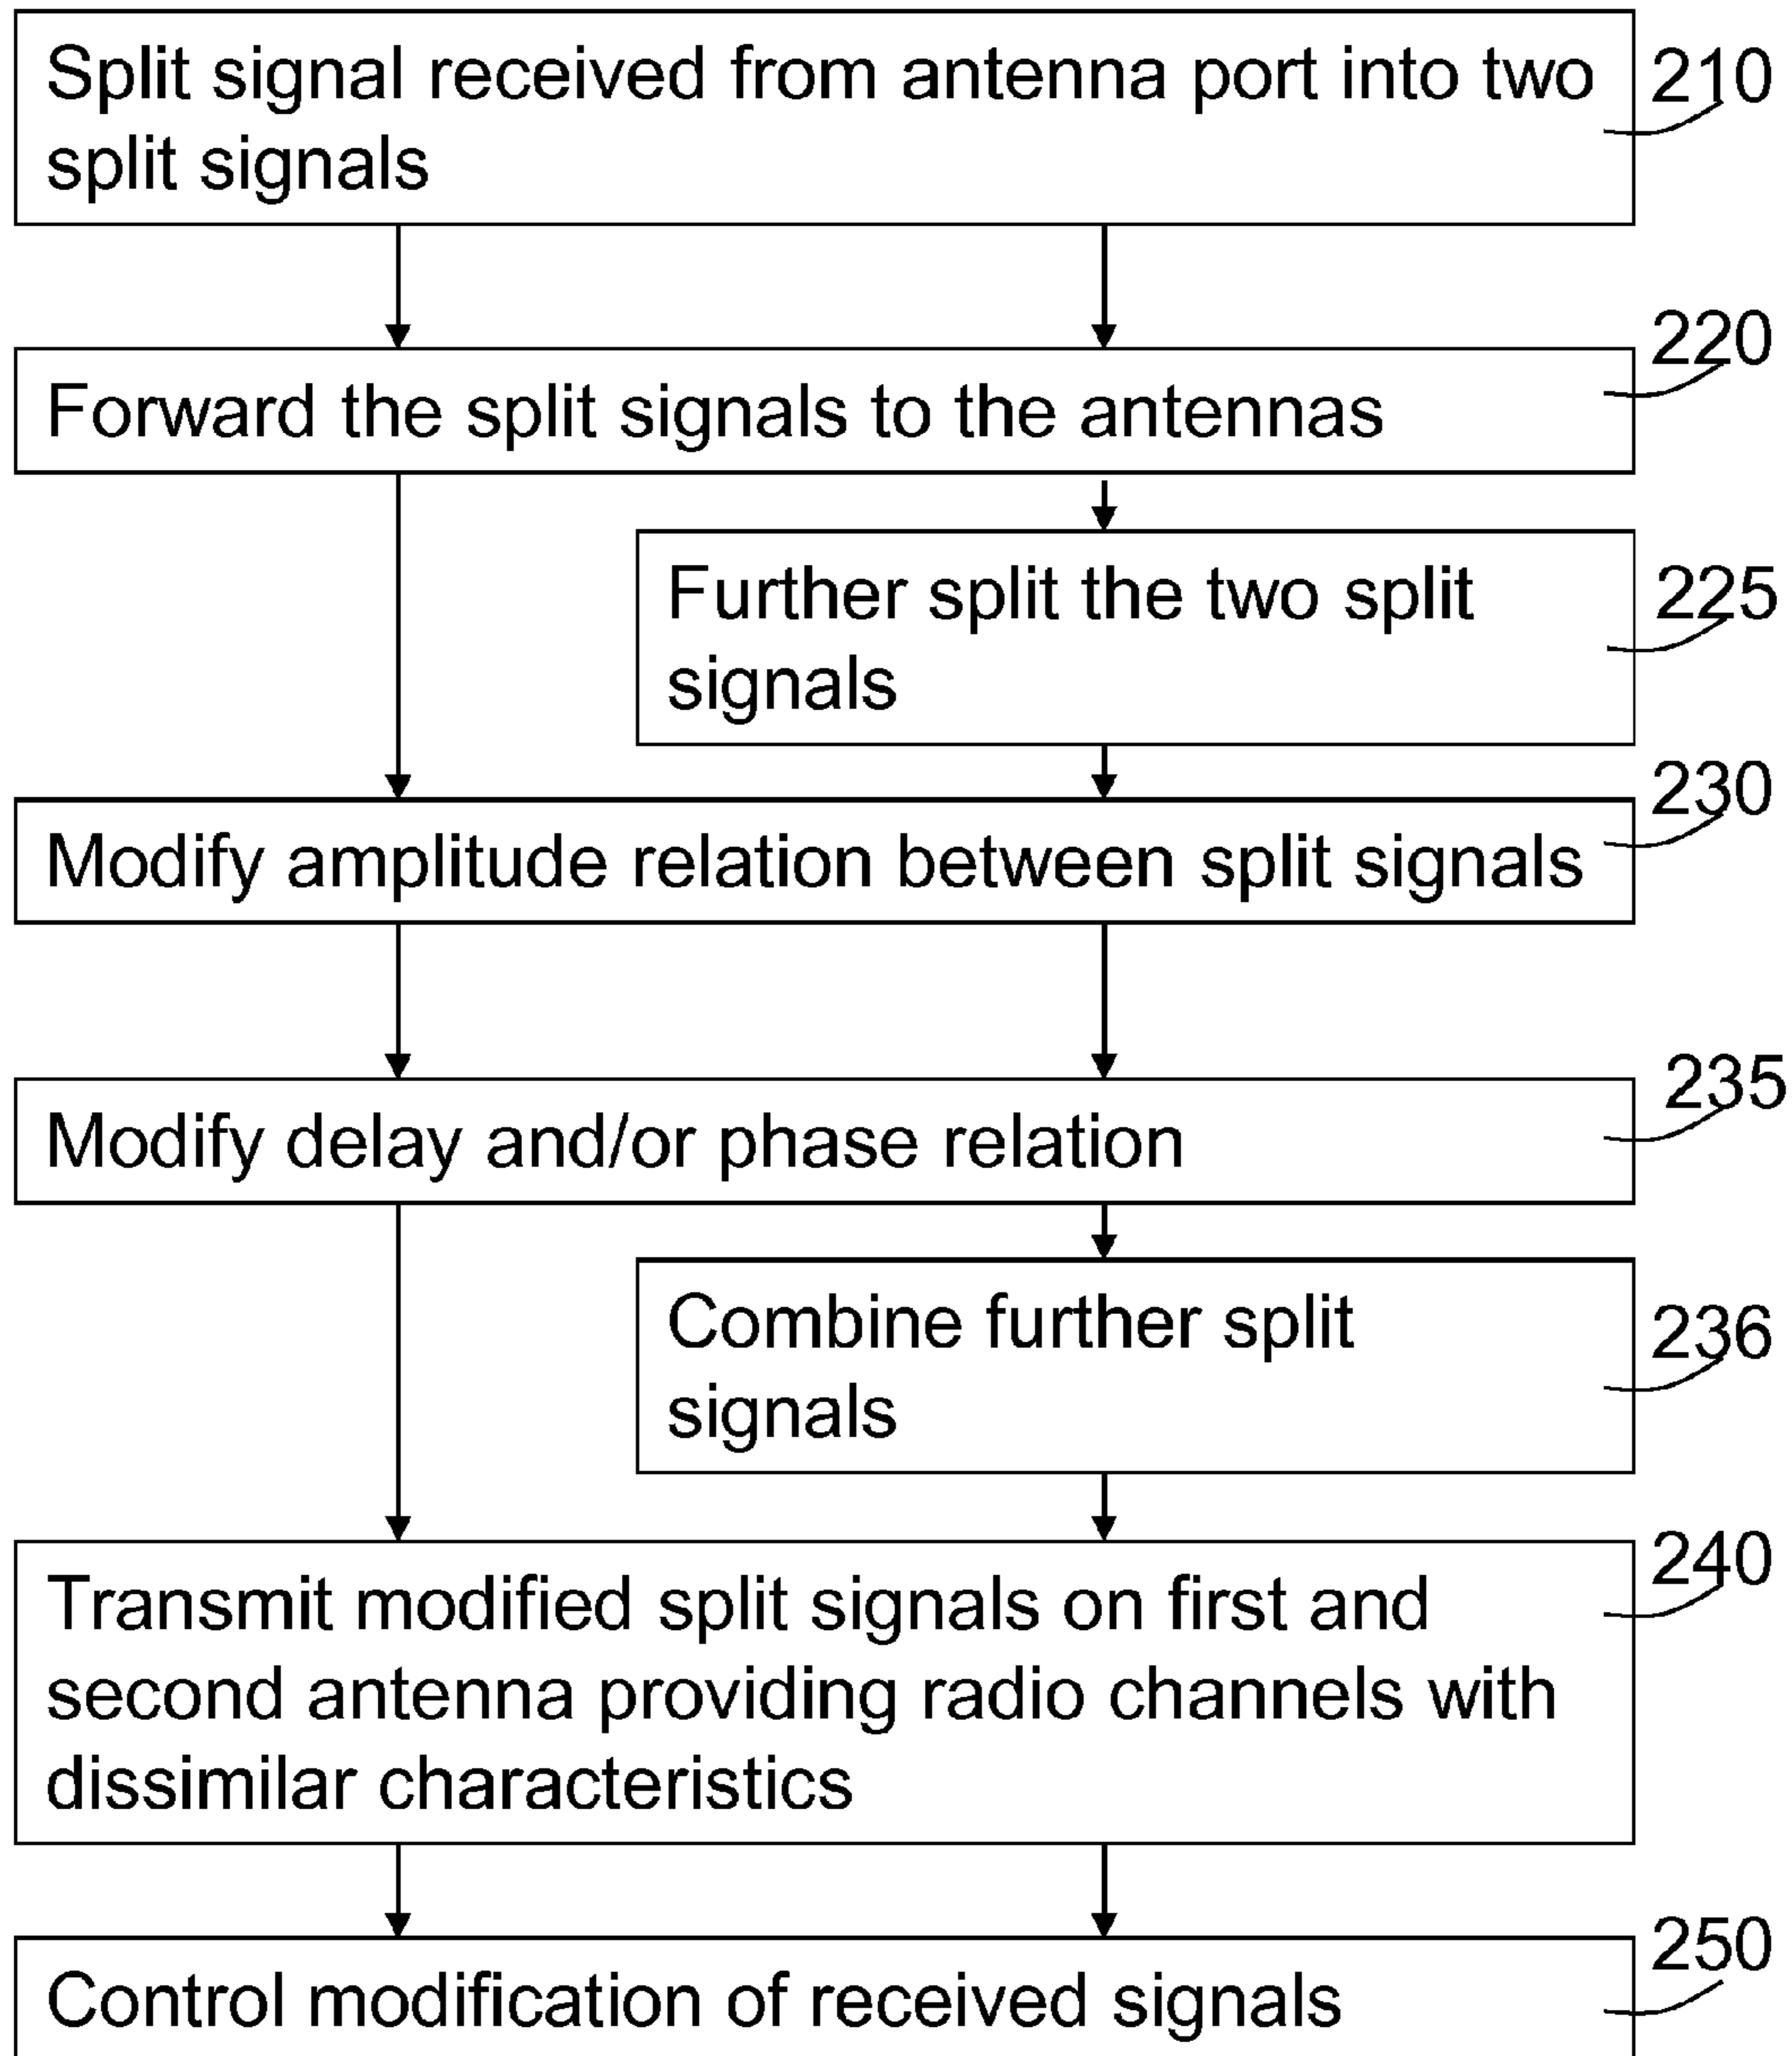 Split signal received from antenna port into two
split signals
210
Forward the split signals to the antennas
220
Further split the two split
signals
225
Modify amplitude relation between split signals
230
Modify delay and/or phase relation
235
Combine further split
signals
236
Transmit modified split signals on first and
second antenna providing radio channels with
dissimilar characteristics
240
Control modification of received signals
250